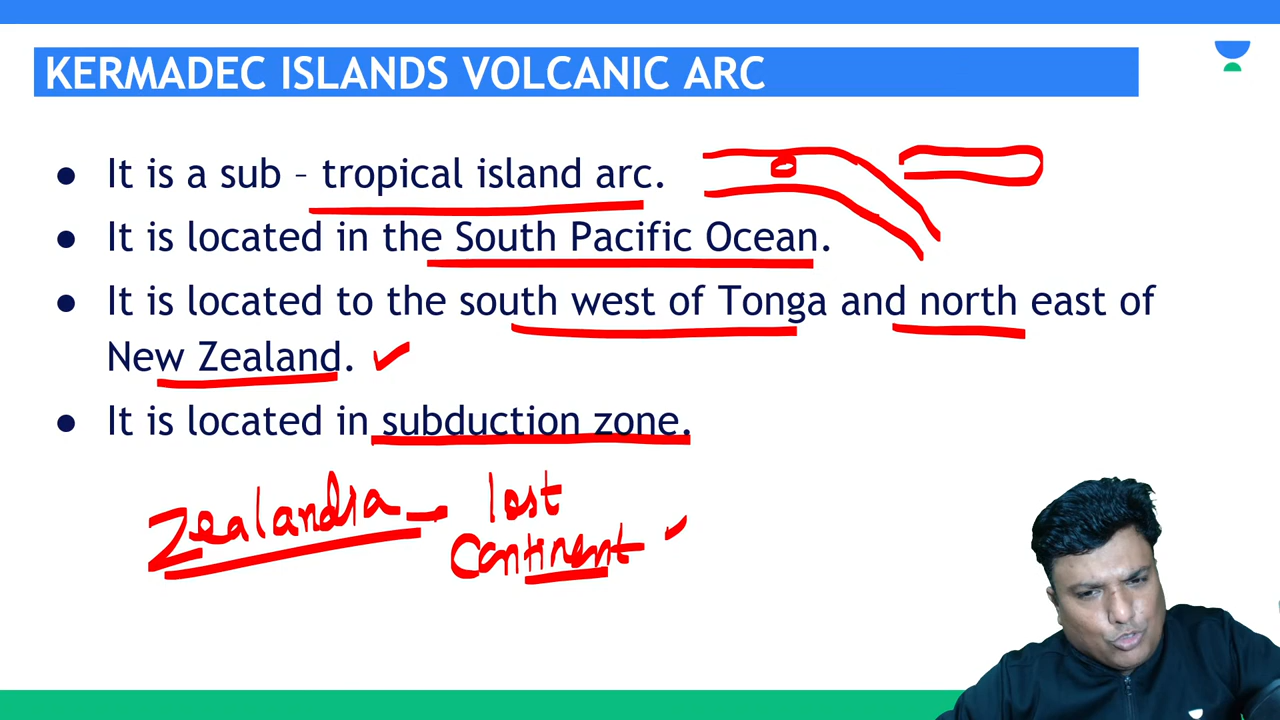 KERMADEC ISLANDS VOLCANIC ARC
● It is a sub – tropical island arc.
● It is located in the South Pacific Ocean.
● It is located to the south west of Tonga and north east of
New Zealand.
● It is located in subduction zone.
Zealandia – lost
Continent